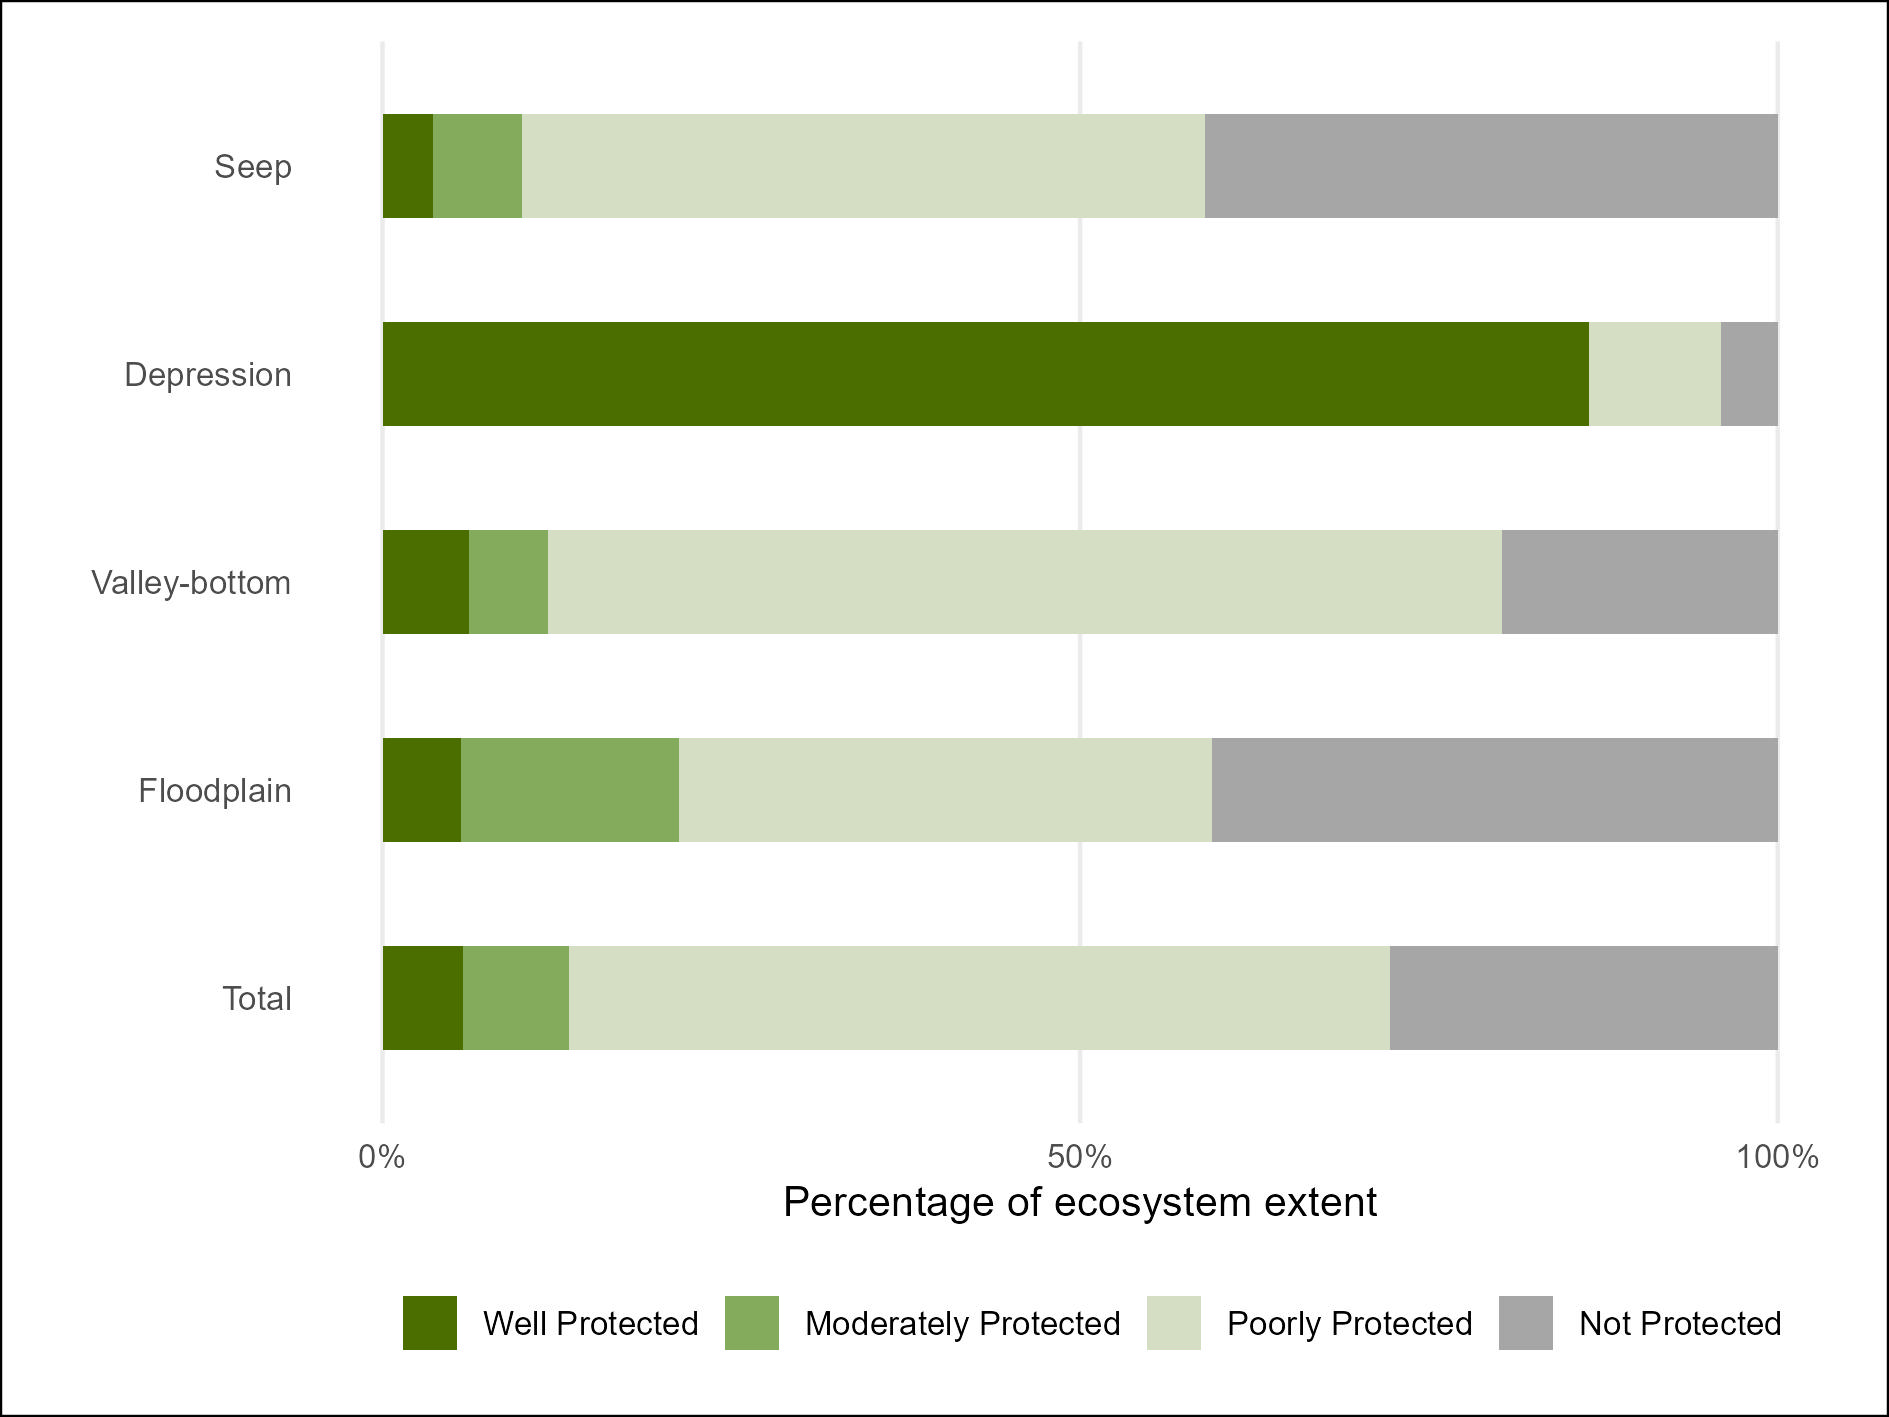 Seep
Depression
Valley-bottom
Floodplain
Total
0% 50% 100%
Percentage of ecosystem extent
Well Protected Moderately Protected Poorly Protected Not Protected